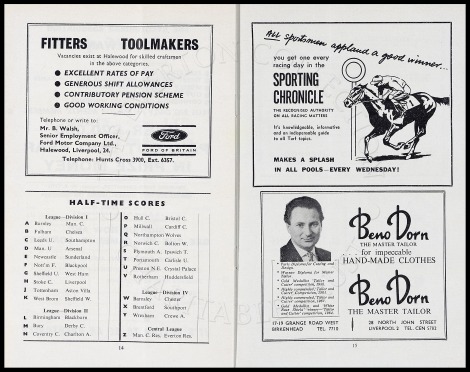 FITTERS TOOLMAKERS
Vacancies exist at Halewood for skilled craftsmen
in the above categories.
● EXCELLENT RATES OF PAY
● GENEROUS SHIFT ALLOWANCES
● CONTRIBUTORY PENSION SCHEME
● GOOD WORKING CONDITIONS
Telephone or write to:
Mr. B. Walsh,
Senior Employment Officer,
Ford Motor Company Ltd.,
Halewood, Liverpool, 24.
Ford
FORD OF BRITAIN
Telephone: Hunts Cross 3900, Ext. 6357.
HALF-TIME SCORES
League—Division I
A Burnley Man. C.
B Fulham Chelsea
C Leeds U. Southampton
D Man. U Arsenal
E Newcastle Sunderland
F Nott'm F. Blackpool
G Sheffield U. West Ham
H Stoke C. Liverpool
J Tottenham Aston Villa
K West Brom Sheffield W.
League—Division II
L Birmingham Blackburn
M Bury Derby C.
N Coventry C. Charlton A.
O Hull C. Bristol C.
P Millwall Cardiff C.
Q Northampton Wolves
R Norwich C. Bolton W.
S Plymouth A. Ipswich T.
T Portsmouth Carlisle U.
U Preston N.E. Crystal Palace
V Rotherham Huddersfield
League—Division IV
W Barnsley Chester
X Bradford Southport
Y Wrexham Crewe A.
Central League
Z Man. C. Res. Everton Res.
14
All sportsmen applaud a good winner...
you get one every
racing day in the
SPORTING
CHRONICLE
THE RECOGNISED AUTHORITY
ON ALL RACING MATTERS
It's knowledgeable, informative
and an indispensable guide
to all Turf topics.
MAKES A SPLASH
IN ALL POOLS—EVERY WEDNESDAY!
Beno Dorn
THE MASTER TAILOR
for impeccable
HAND-MADE CLOTHES
Beno Dorn
THE MASTER TAILOR
17-19 GRANGE ROAD WEST
BIRKENHEAD TEL. 7718
28 NORTH JOHN STREET
LIVERPOOL 2 TEL CEN 5782
15